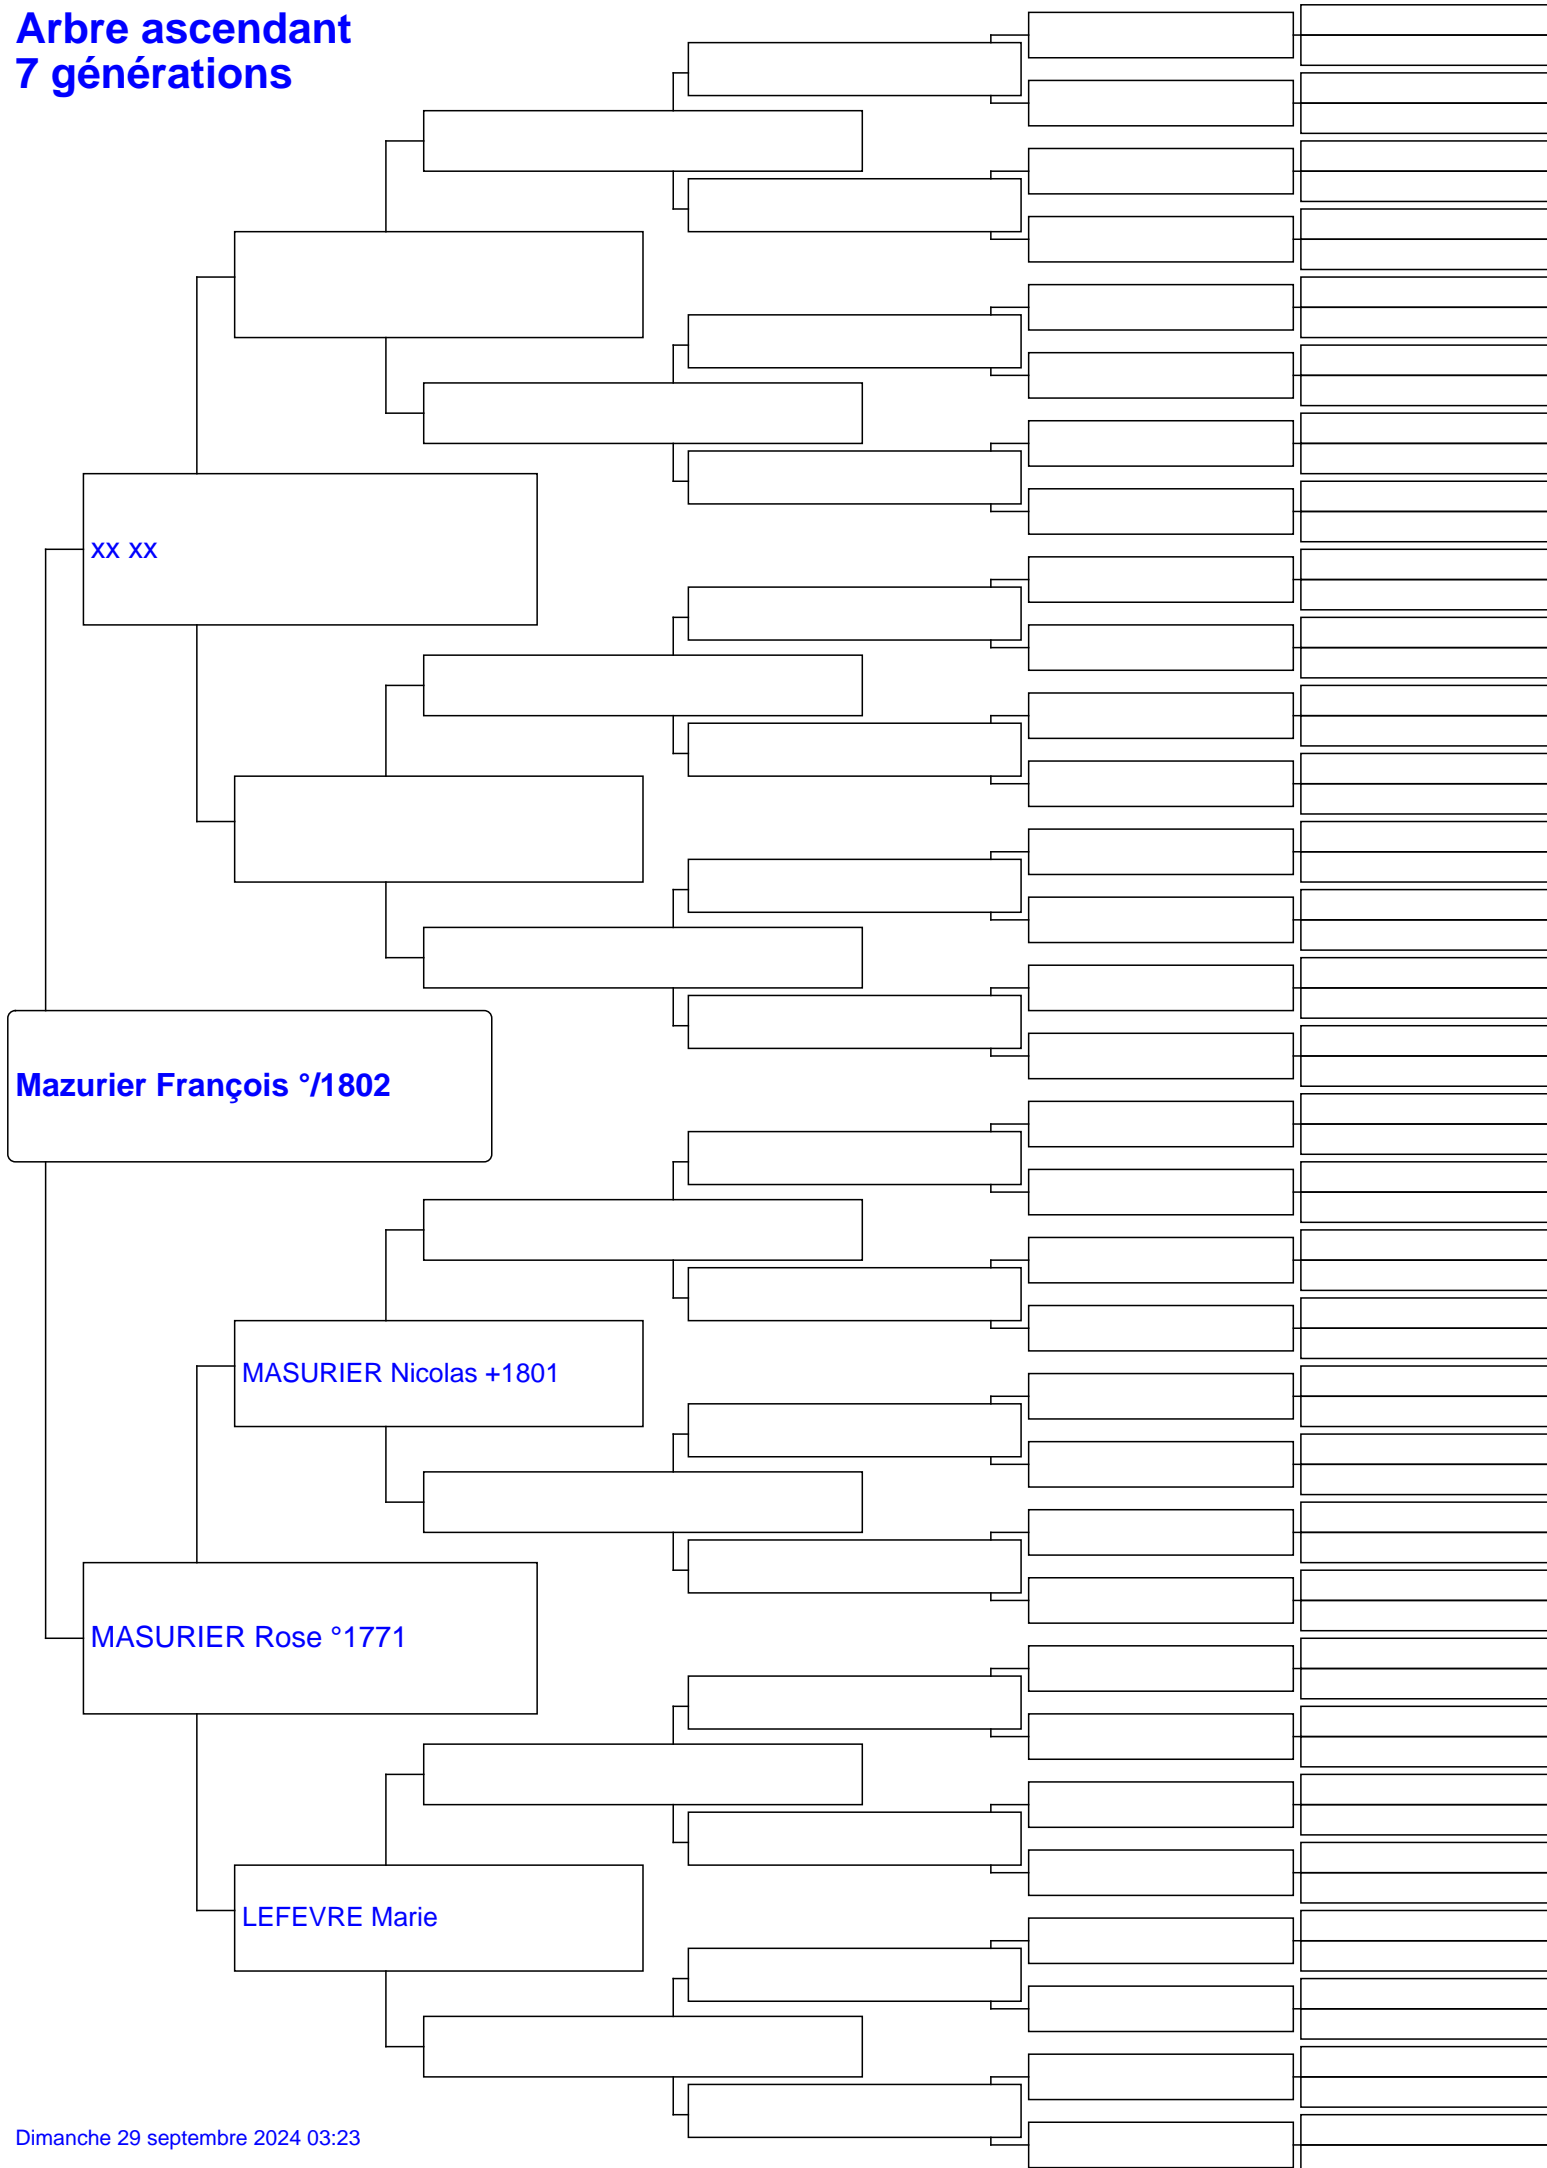 Arbre ascendant
7 générations
xx xx
Mazurier François °/1802
MASURIER Nicolas +1801
MASURIER Rose °1771
LEFEVRE Marie
Dimanche 29 septembre 2024 03:23